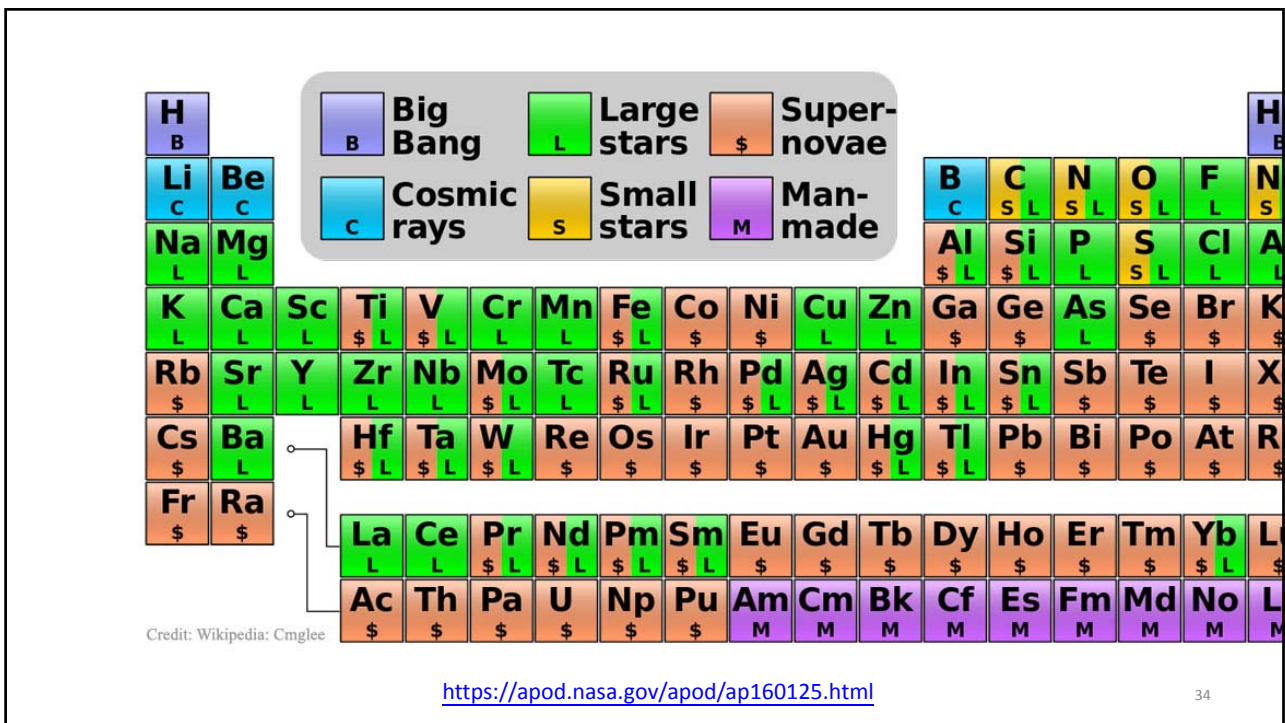 Big Bang
B
Large stars
L
Super-
novae
$
Cosmic rays
C
Small stars
S
Man-
made
M
H H
B B
Li Be B C N O F N
C C C S L S L S L L S
Na Mg Al Si P S Cl A
L L $ L $ L L S L L L
K Ca Sc Ti V Cr Mn Fe Co Ni Cu Zn Ga Ge As Se Br K
L L L $ L $ L L L $ L $ $ L L $ $ L $ $ $
Rb Sr Y Zr Nb Mo Tc Ru Rh Pd Ag Cd In Sn Sb Te I X
$ L L L L $ L L $ L $ $ L $ L $ L $ L $ L $ $ $ $
Cs Ba Hf Ta W Re Os Ir Pt Au Hg Tl Pb Bi Po At R
$ L $ L $ L $ L $ $ $ $ $ $ L $ L $ $ $ $ $
Fr Ra
$ $
La Ce Pr Nd Pm Sm Eu Gd Tb Dy Ho Er Tm Yb L
L L $ L $ L $ L $ L $ $ $ $ $ $ $ $ L $
Ac Th Pa U Np Pu Am Cm Bk Cf Es Fm Md No L
$ $ $ $ $ $ M M M M M M M M M
Credit: Wikipedia: Cmglee
https://apod.nasa.gov/apod/ap160125.html
34